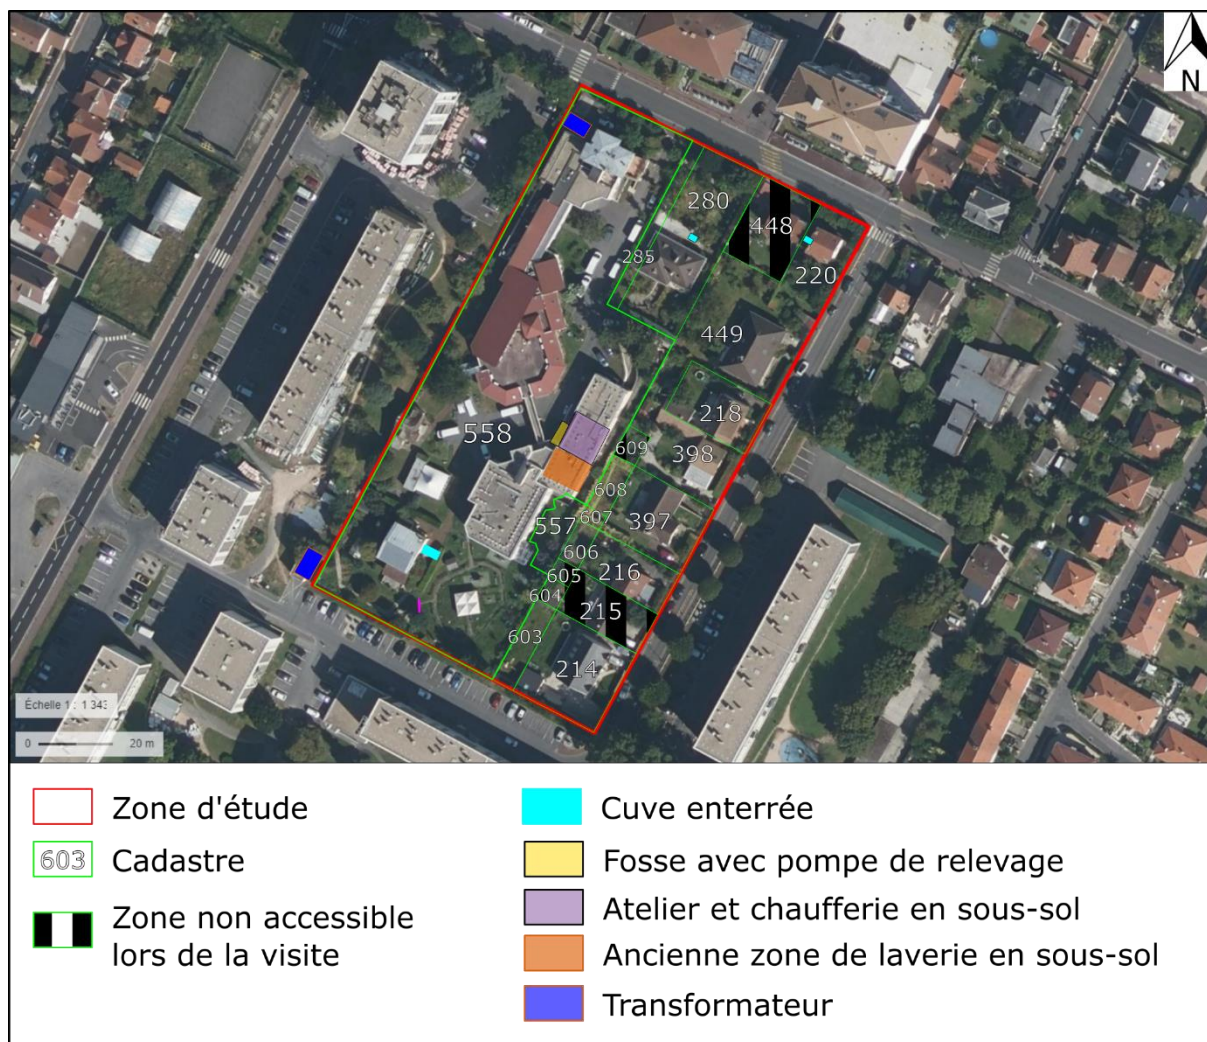 N
280
448
285
220
449
218
558
609
398
608
397
557
607
606
216
605
604
215
603
214
Échelle 1 : 1 343
0 20 m
Zone d'étude
603 Cadastre
Zone non accessible
lors de la visite
Cuve enterrée
Fosse avec pompe de relevage
Atelier et chaufferie en sous-sol
Ancienne zone de laverie en sous-sol
Transformateur